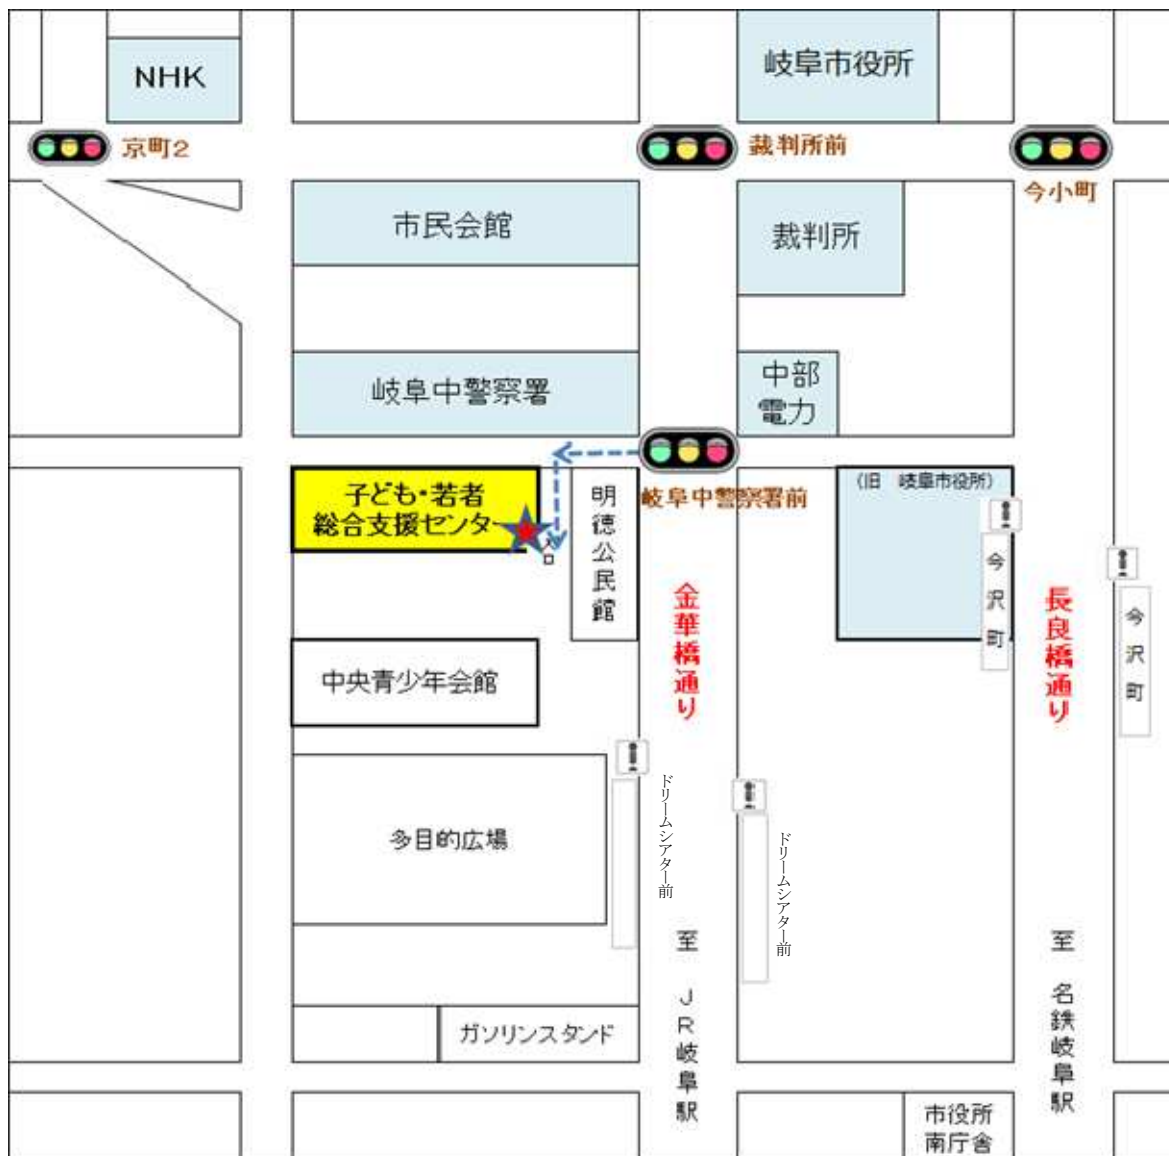 NHK
岐阜市役所
京町2
裁判所前
今小町
市民会館
裁判所
岐阜中警察署
中部
電力
岐阜中警察署前
子ども・若者
総合支援センター
入口
明徳公民館
（旧　岐阜市役所）
今沢町
今沢町
金華橋通り
長良橋通り
中央青少年会館
ドリームシアター前
ドリームシアター前
多目的広場
至　JR岐阜駅
至　名鉄岐阜駅
ガソリンスタンド
市役所
南庁舎